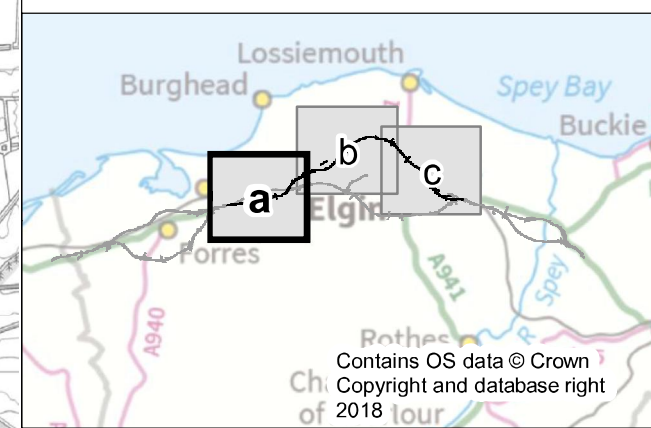 Lossiemouth
Burghead
Spey Bay
Buckie
b
c
a
Elgin
Forres
A941
Spey
R
A940
Rothes
Contains OS data © Crown
Copyright and database right
2018